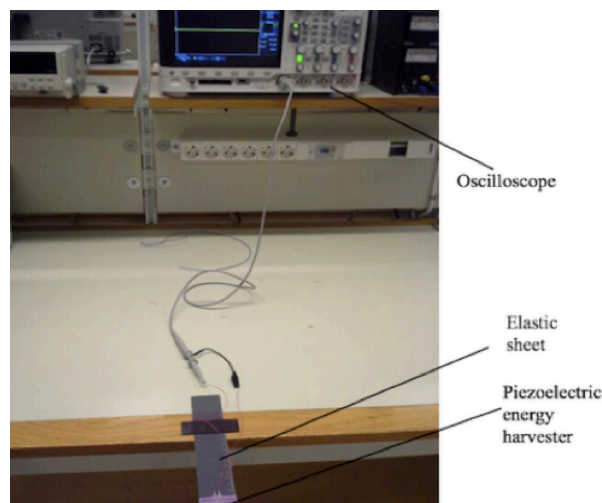 Oscilloscope
Elastic
sheet
Piezoelectric
energy
harvester